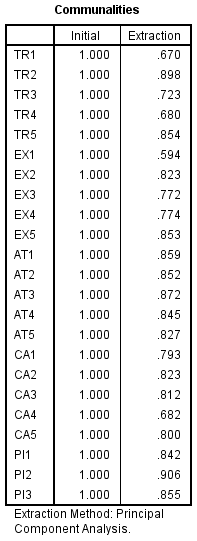 Communalities
Initial Extraction
TR1 1.000 .670
TR2 1.000 .898
TR3 1.000 .723
TR4 1.000 .680
TR5 1.000 .854
EX1 1.000 .594
EX2 1.000 .823
EX3 1.000 .772
EX4 1.000 .774
EX5 1.000 .853
AT1 1.000 .859
AT2 1.000 .852
AT3 1.000 .872
AT4 1.000 .845
AT5 1.000 .827
CA1 1.000 .793
CA2 1.000 .823
CA3 1.000 .812
CA4 1.000 .682
CA5 1.000 .800
PI1 1.000 .842
PI2 1.000 .906
PI3 1.000 .855
Extraction Method: Principal
Component Analysis.